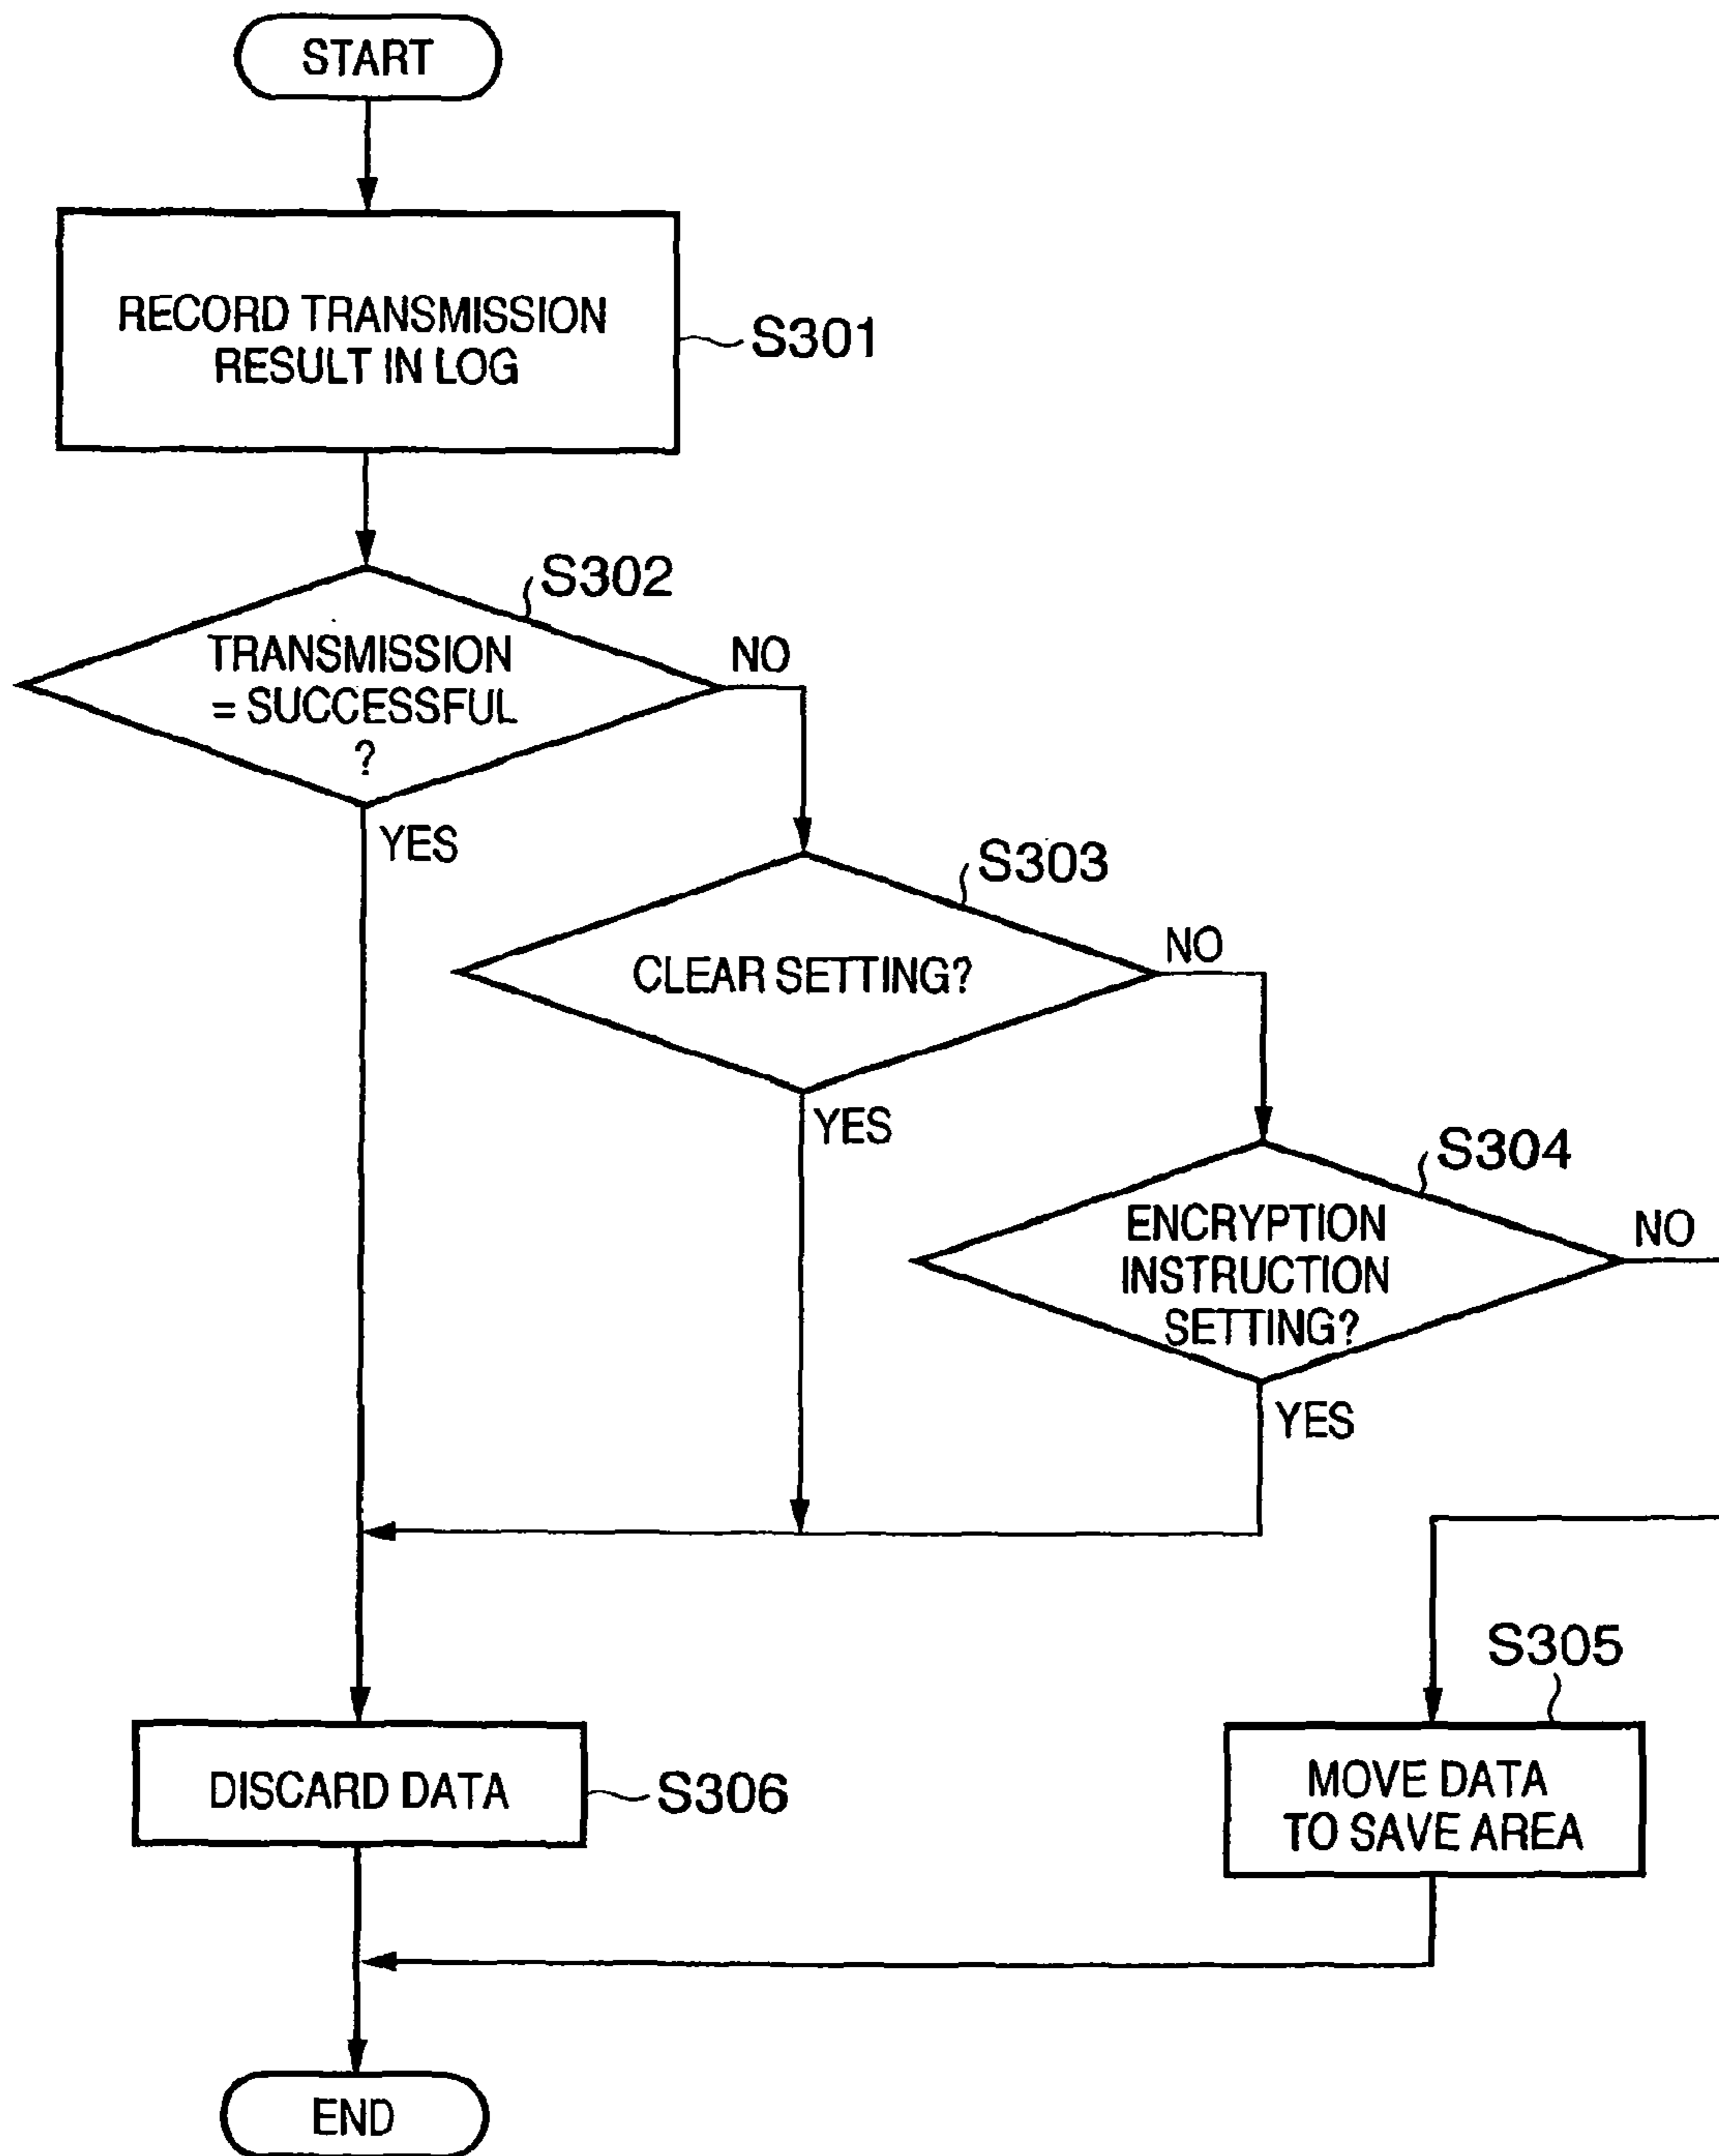 START
RECORD TRANSMISSION
RESULT IN LOG
S301
S302
TRANSMISSION
= SUCCESSFUL
?
NO
YES
S303
CLEAR SETTING?
NO
YES
S304
ENCRYPTION
INSTRUCTION
SETTING?
NO
YES
S305
MOVE DATA
TO SAVE AREA
DISCARD DATA
S306
END